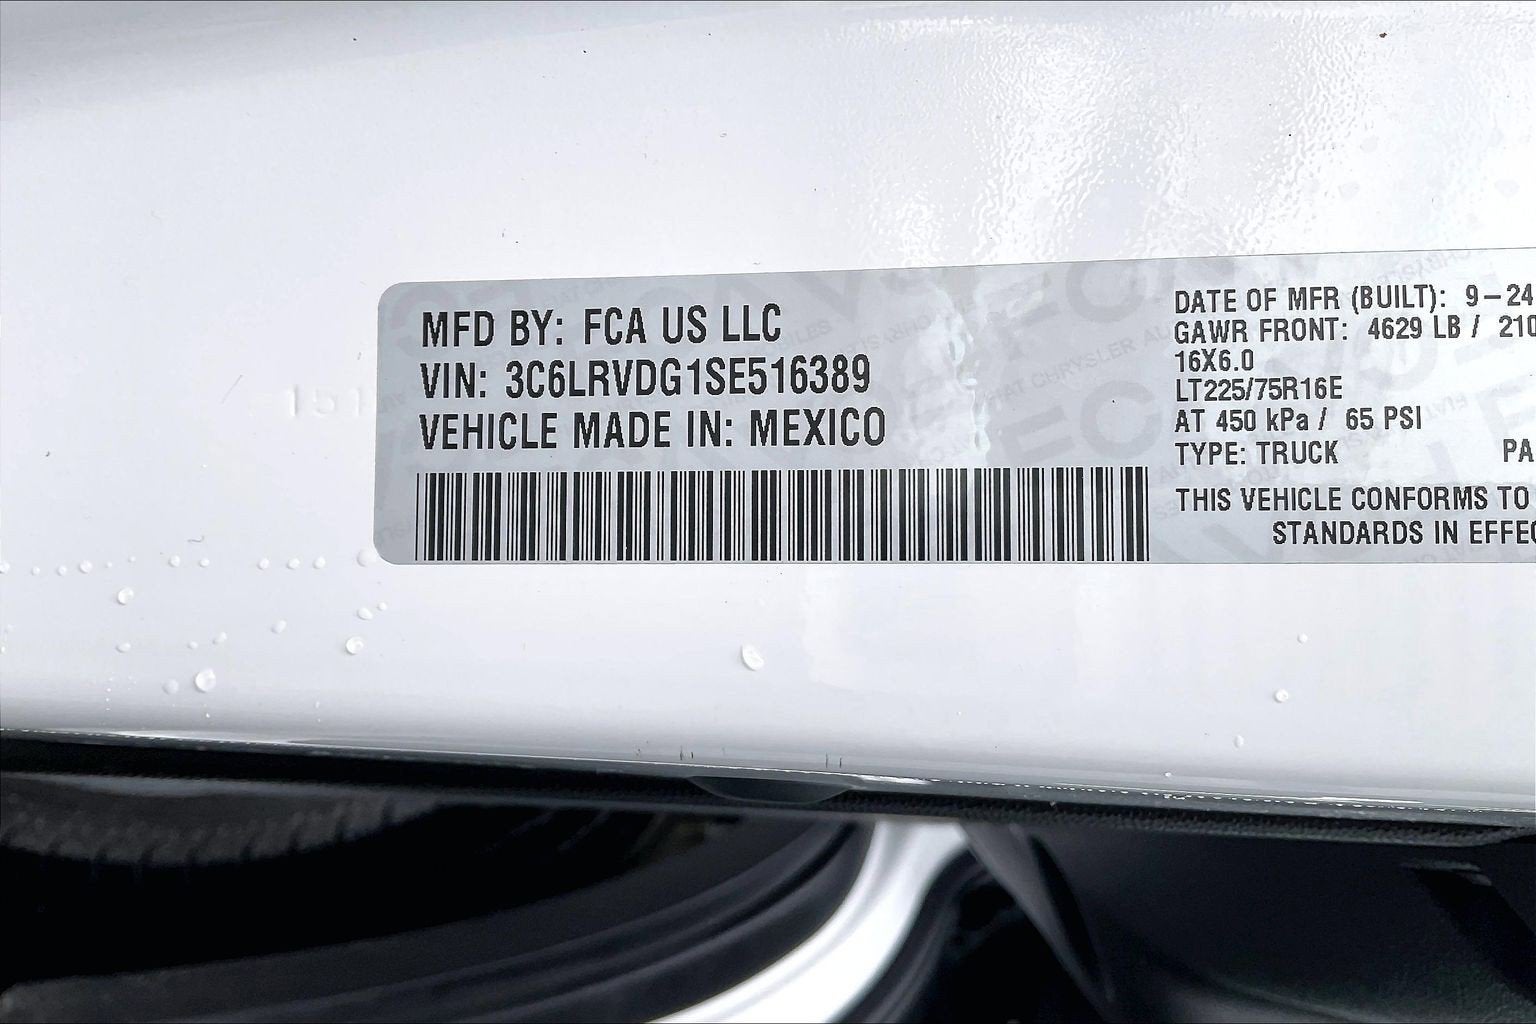 MFD BY: FCA US LLC
VIN: 3C6LRVDG1SE516389
VEHICLE MADE IN: MEXICO
DATE OF MFR (BUILT): 9-24
GAWR FRONT: 4629 LB / 210
16X6.0
LT225/75R16E
AT 450 kPa / 65 PSI
TYPE: TRUCK PA
THIS VEHICLE CONFORMS TO
STANDARDS IN EFFEC